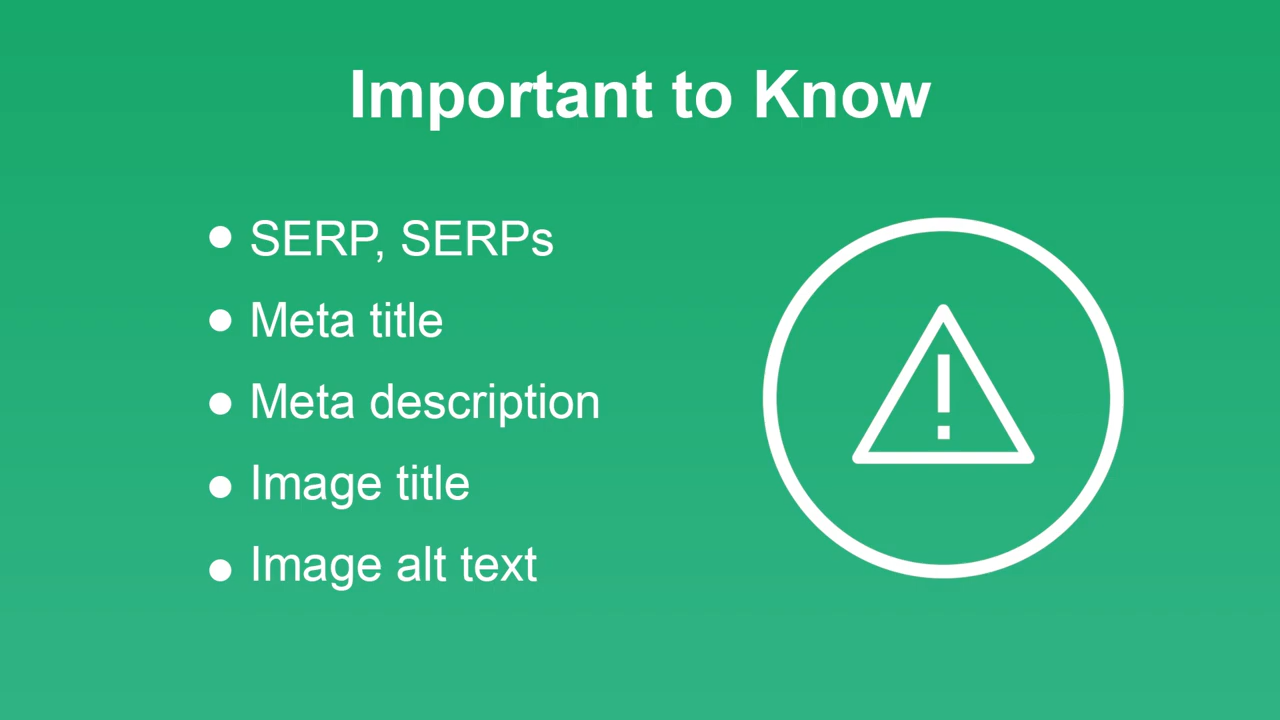 Important to Know
SERP, SERPs
Meta title
Meta description
Image title
Image alt text